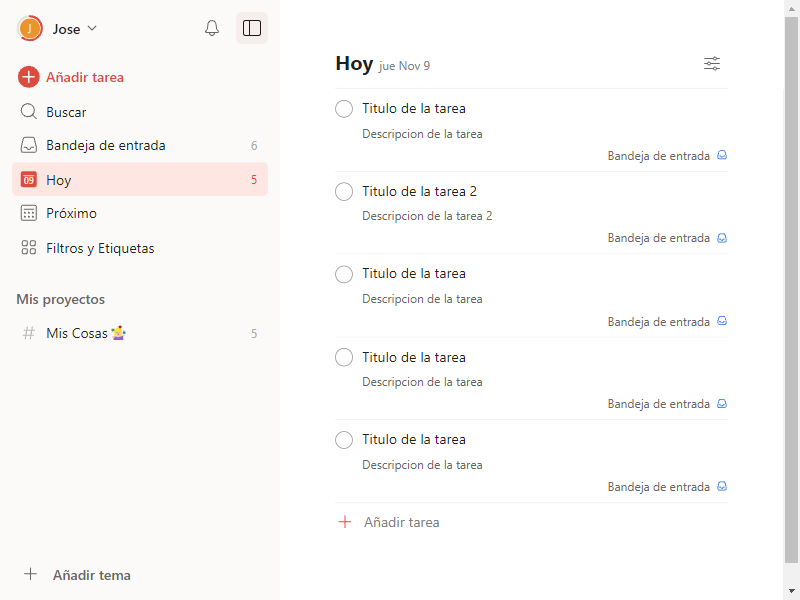 J Jose
Añadir tarea
Buscar
Bandeja de entrada 6
09 Hoy 5
Próximo
Filtros y Etiquetas
Mis proyectos
# Mis Cosas 🤹‍♀️ 5
Añadir tema
Hoy jue Nov 9
Titulo de la tarea
Descripcion de la tarea
Bandeja de entrada
Titulo de la tarea 2
Descripcion de la tarea 2
Bandeja de entrada
Titulo de la tarea
Descripcion de la tarea
Bandeja de entrada
Titulo de la tarea
Descripcion de la tarea
Bandeja de entrada
Titulo de la tarea
Descripcion de la tarea
Bandeja de entrada
Añadir tarea